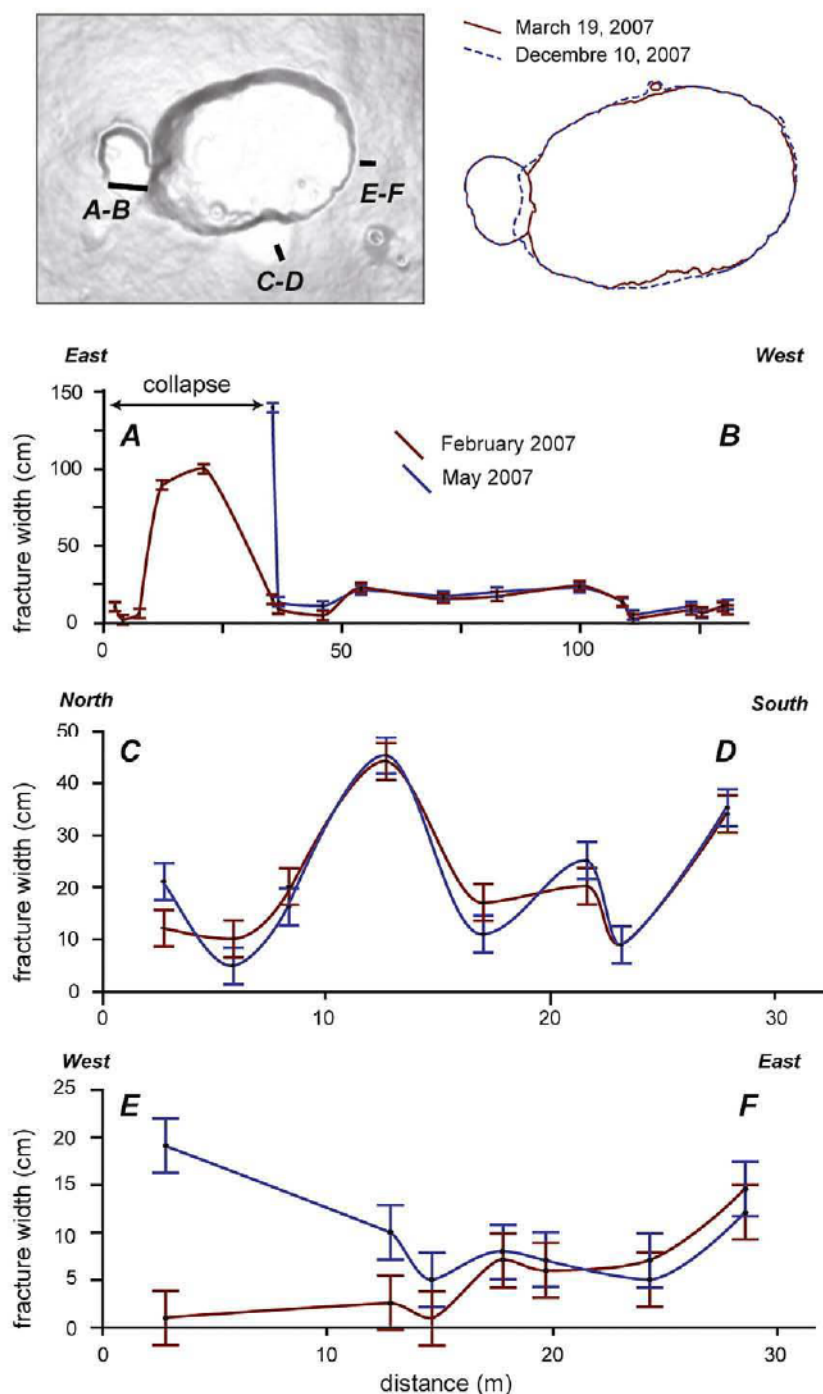 March 19, 2007
Decembre 10, 2007
A-B
E-F
C-D
East
West
collapse
A
B
February 2007
May 2007
fracture width (cm)
150
100
50
0
0
50
100
North
South
C
D
fracture width (cm)
50
40
30
20
10
0
0
10
20
30
West
East
E
F
fracture width (cm)
25
20
15
10
5
0
0
10
20
30
distance (m)